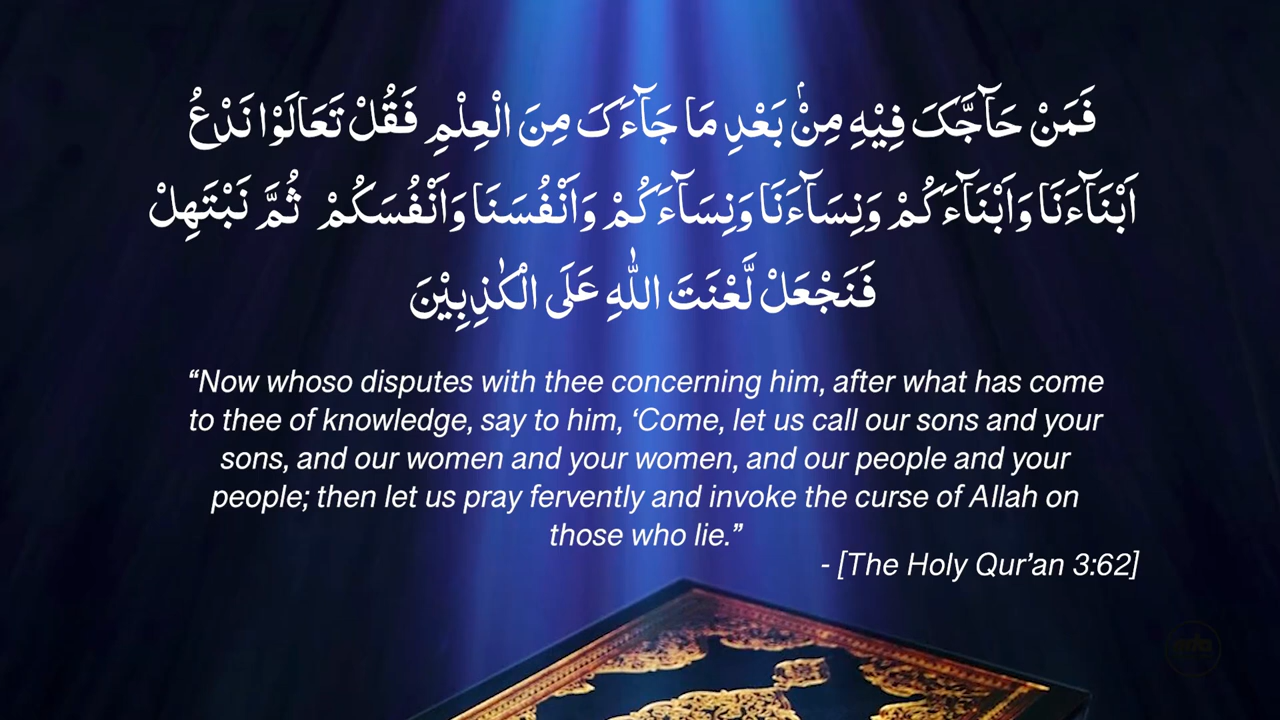 فَمَنْ حَآجَّكَ فِيْهِ مِنْۢ بَعْدِ مَا جَآءَكَ مِنَ الْعِلْمِ فَقُلْ تَعَالَوْا نَدْعُ
اَبْنَآءَنَا وَاَبْنَآءَكُمْ وَنِسَآءَنَا وَنِسَآءَكُمْ وَاَنْفُسَنَا وَاَنْفُسَكُمْ ثُمَّ نَبْتَهِلْ
فَنَجْعَلْ لَّعْنَتَ اللّٰهِ عَلَى الْكٰذِبِيْنَ
“Now whoso disputes with thee concerning him, after what has come
to thee of knowledge, say to him, ‘Come, let us call our sons and your
sons, and our women and your women, and our people and your
people; then let us pray fervently and invoke the curse of Allah on
those who lie.”
- [The Holy Qur’an 3:62]